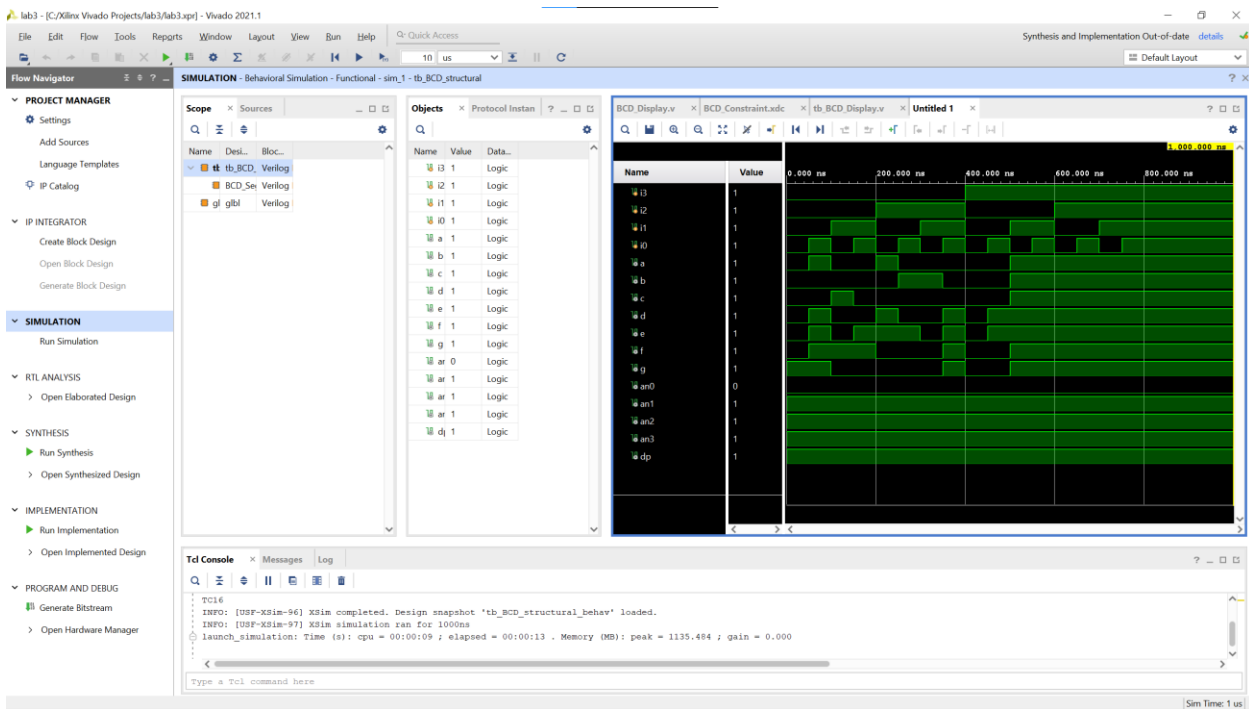 lab3 - [C:/Xilinx Vivado Projects/lab3/lab3.xpr] - Vivado 2021.1
File Edit Flow Tools Reports Window Layout View Run Help Quick Access
Synthesis and Implementation Out-of-date details
10 us
Default Layout
Flow Navigator
SIMULATION - Behavioral Simulation - Functional - sim_1 - tb_BCD_structural
PROJECT MANAGER
Settings
Add Sources
Language Templates
IP Catalog
IP INTEGRATOR
Create Block Design
Open Block Design
Generate Block Design
SIMULATION
Run Simulation
RTL ANALYSIS
Open Elaborated Design
SYNTHESIS
Run Synthesis
Open Synthesized Design
IMPLEMENTATION
Run Implementation
Open Implemented Design
PROGRAM AND DEBUG
Generate Bitstream
Open Hardware Manager
Scope Sources
Name Desi... Bloc...
tb_BCD_ Verilog
BCD_Se Verilog
gl glbl Verilog
Objects Protocol Instan
Name Value Data...
i3 1 Logic
i2 1 Logic
i1 1 Logic
i0 1 Logic
a 1 Logic
b 1 Logic
c 1 Logic
d 1 Logic
e 1 Logic
f 1 Logic
g 1 Logic
ar 0 Logic
ar 1 Logic
ar 1 Logic
ar 1 Logic
1 Logic
BCD_Display.v BCD_Constraint.xdc tb_BCD_Display.v Untitled 1
1,000.000 ns
Name Value
0.000 ns 200.000 ns 400.000 ns 600.000 ns 800.000 ns
i3 1
i2 1
i1 1
i0 1
a 1
b 1
c 1
d 1
e 1
f 1
g 1
an0 0
an1 1
an2 1
an3 1
dp 1
Tcl Console Messages Log
TC16
INFO: [USF-XSim-96] XSim completed. Design snapshot 'tb_BCD_structural_behav' loaded.
INFO: [USF-XSim-97] XSim simulation ran for 1000ns
launch_simulation: Time (s): cpu = 00:00:09 ; elapsed = 00:00:13 . Memory (MB): peak = 1135.484 ; gain = 0.000
Type a Tcl command here
Sim Time: 1 us